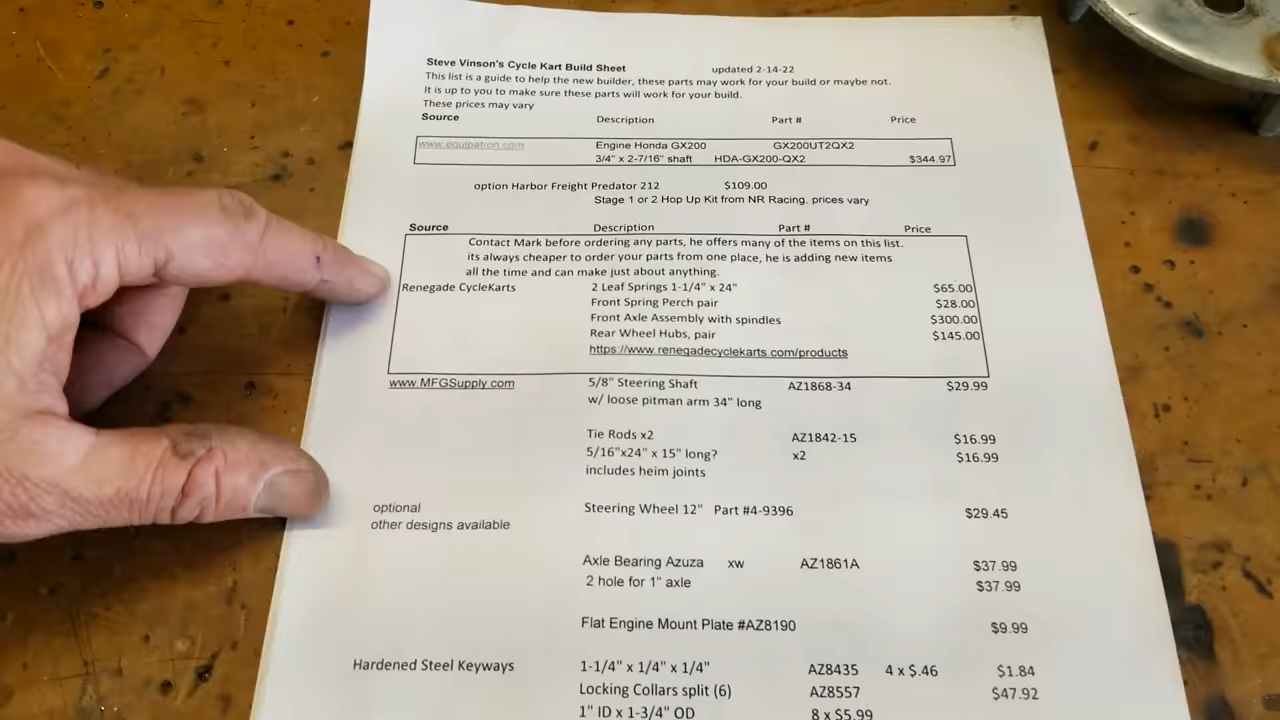 Steve Vinson's Cycle Kart Build Sheet updated 2-14-22
This list is a guide to help the new builder, these parts may work for your build or maybe not.
It is up to you to make sure these parts will work for your build.
These prices may vary
Source Description Part # Price
www.equipatron.com Engine Honda GX200 GX200UT2QX2
3/4" x 2-7/16" shaft HDA-GX200-QX2 $344.97
option Harbor Freight Predator 212 $109.00
Stage 1 or 2 Hop Up Kit from NR Racing, prices vary
Source Description Part # Price
Contact Mark before ordering any parts, he offers many of the items on this list.
its always cheaper to order your parts from one place, he is adding new items
all the time and can make just about anything.
Renegade CycleKarts 2 Leaf Springs 1-1/4" x 24" $65.00
Front Spring Perch pair $28.00
Front Axle Assembly with spindles $300.00
Rear Wheel Hubs, pair $145.00
https://www.renegadecyclekarts.com/products
www.MFGSupply.com 5/8" Steering Shaft AZ1868-34 $29.99
w/ loose pitman arm 34" long
Tie Rods x2 AZ1842-15 $16.99
5/16"x24" x 15" long? x2 $16.99
includes heim joints
optional Steering Wheel 12" Part #4-9396 $29.45
other designs available
Axle Bearing Azuza xw AZ1861A $37.99
2 hole for 1" axle $37.99
Flat Engine Mount Plate #AZ8190 $9.99
Hardened Steel Keyways 1-1/4" x 1/4" x 1/4" AZ8435 4 x $.46 $1.84
Locking Collars split (6) AZ8557 $47.92
1" ID x 1-3/4" OD 8 x $5.99